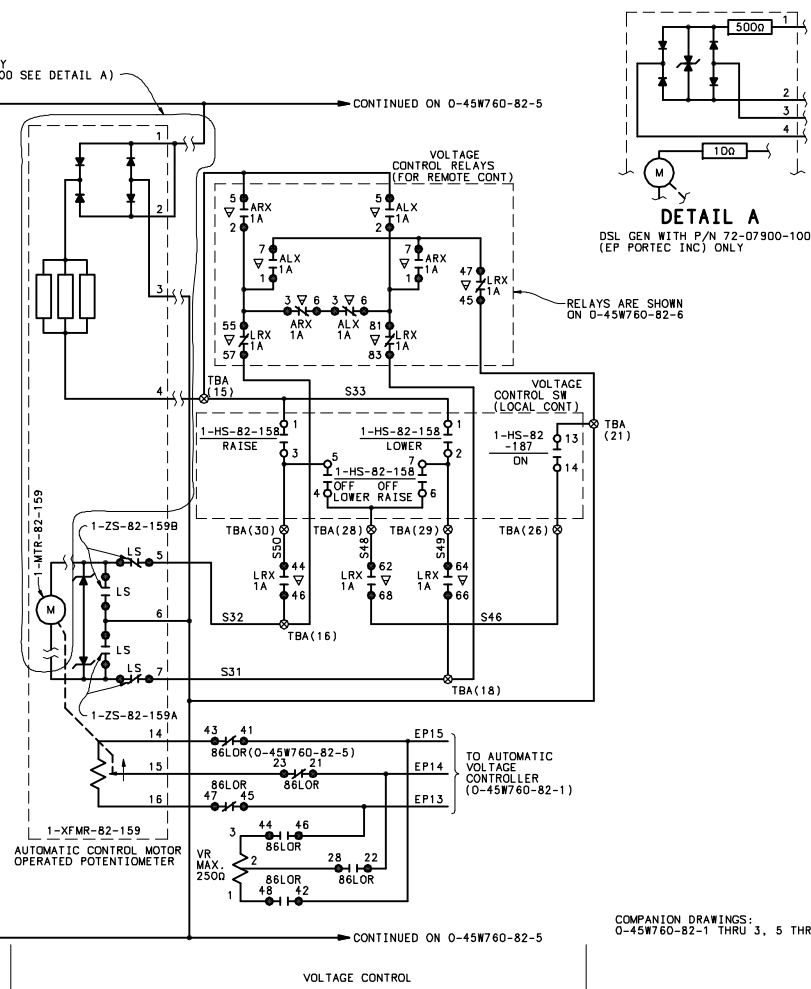 Y
00 SEE DETAIL A)
CONTINUED ON 0-45W760-82-5
500Ω
1
2
3
4
10Ω
M
DETAIL A
DSL GEN WITH P/N 72-07900-100
(EP PORTEC INC) ONLY
1
2
3
4
VOLTAGE
CONTROL RELAYS
(FOR REMOTE CONT)
5 ARX
1A
2
5 ALX
1A
2
7 ALX
1A
1
7 ARX
1A
1
47 LRX
1A
45
3 6 3 6
ARX ALX
1A 1A
55 LRX
1A
57
81 LRX
1A
83
RELAYS ARE SHOWN
ON 0-45W760-82-6
TBA
(15)
S33
VOLTAGE
CONTROL SW
(LOCAL CONT)
TBA
(21)
1-HS-82-158
RAISE
1
3
1-HS-82-158
LOWER
1
2
1-HS-82
-187
ON
13
14
5 7
1-HS-82-158
OFF OFF
LOWER RAISE
4 6
TBA(30) TBA(28) TBA(29) TBA(26)
S50 S48 S49
44
LRX
1A
46
62
LRX
1A
68
64
LRX
1A
66
1-MTR-82-159
1-ZS-82-159B
LS
5
LS
M
6
LS
LS
7
1-ZS-82-159A
S32
TBA(16)
S46
S31
TBA(18)
14
43 41
86LOR(0-45W760-82-5)
EP15
15
23 21
86LOR
EP14
16
86LOR
47 45
EP13
TO AUTOMATIC
VOLTAGE
CONTROLLER
(0-45W760-82-1)
1-XFMR-82-159
AUTOMATIC CONTROL MOTOR
OPERATED POTENTIOMETER
VR
MAX.
250Ω
3
2
1
44 46
86LOR
28 22
86LOR
86LOR
48 42
CONTINUED ON 0-45W760-82-5
COMPANION DRAWINGS:
0-45W760-82-1 THRU 3, 5 THR
VOLTAGE CONTROL